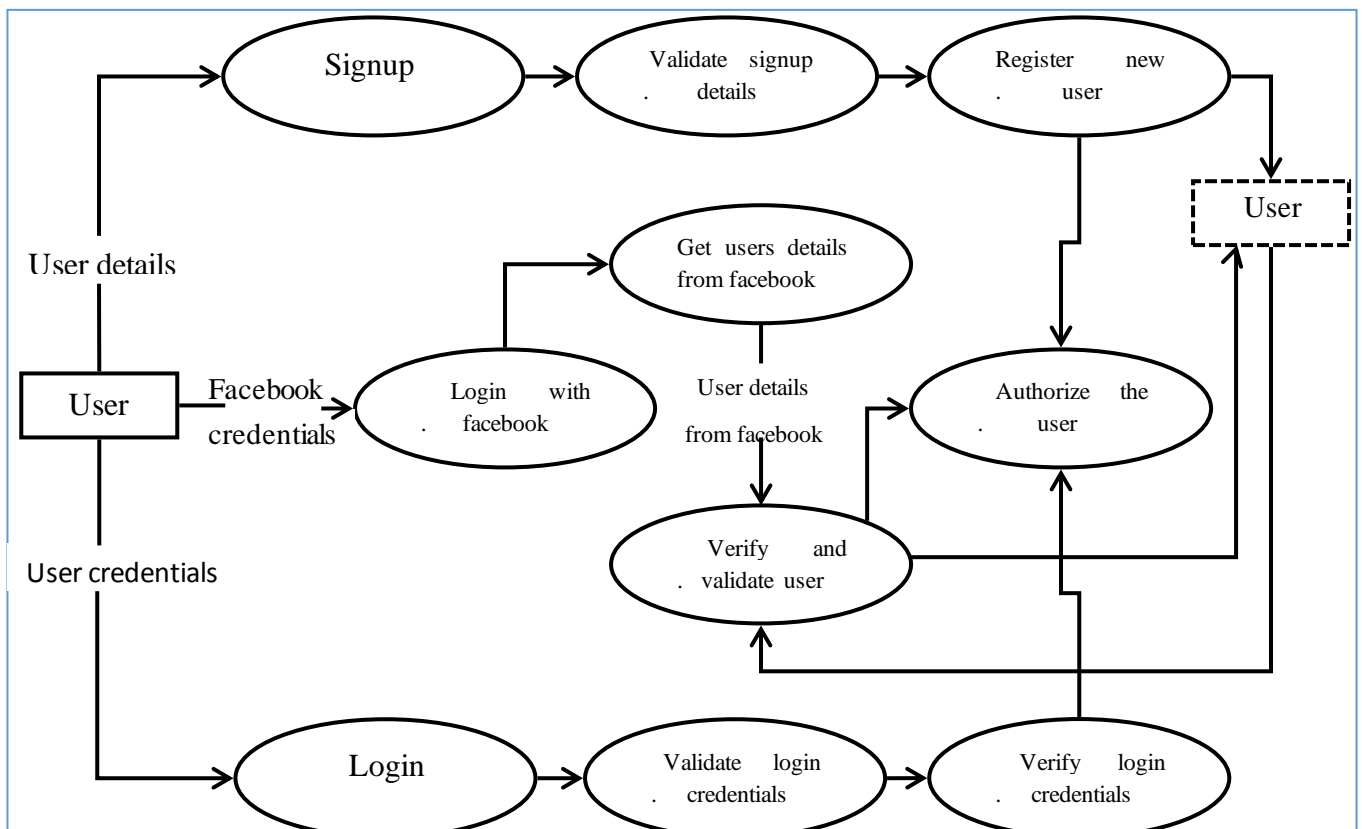 Signup
Validate signup
. details
Register new
. user
User
User details
Get users details
from facebook
User
Facebook
credentials
Login with
. facebook
User details
from facebook
Authorize the
. user
Verify and
. validate user
User credentials
Login
Validate login
. credentials
Verify login
. credentials